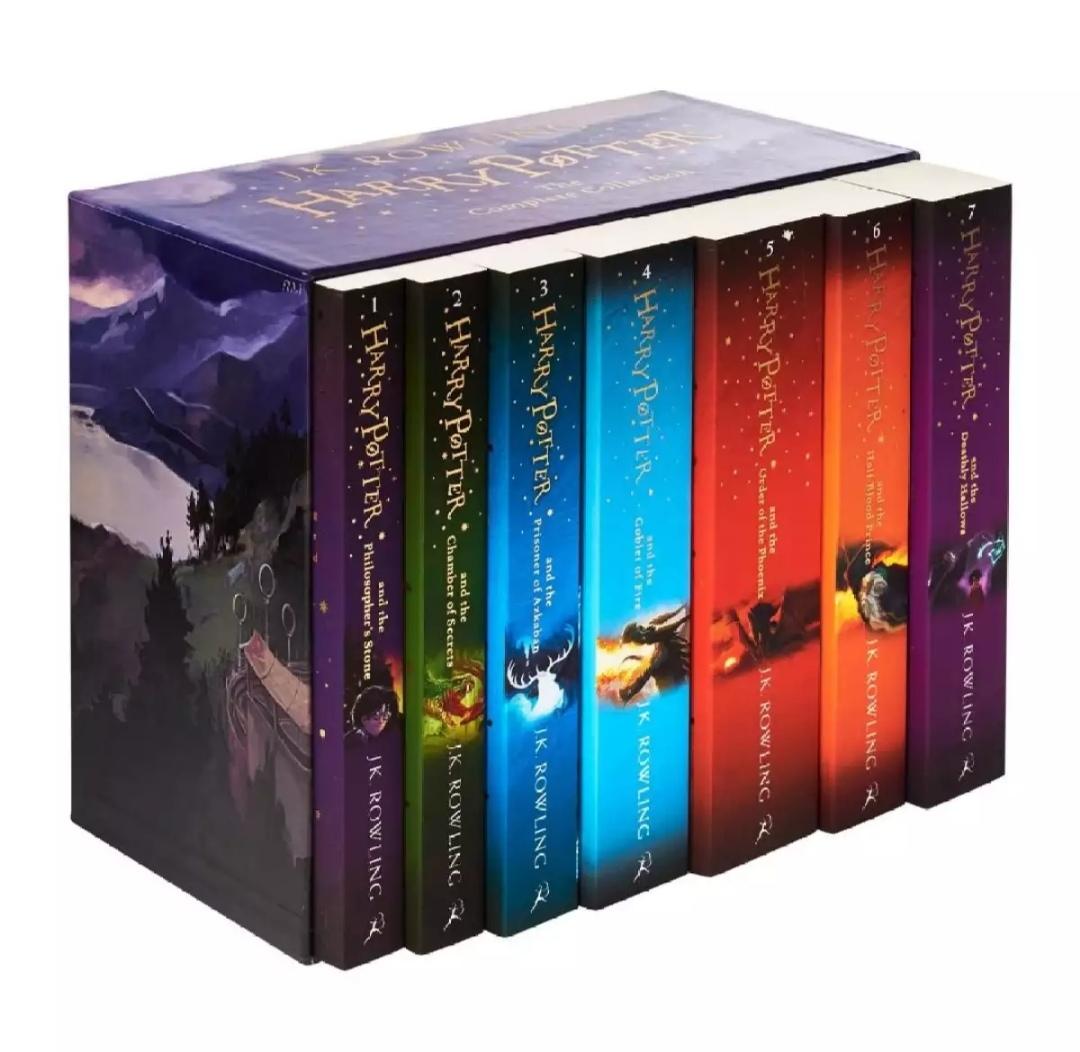 J.K. ROWLING
HARRY POTTER
The
Complete Collection
1
HARRY POTTER
and the
Philosopher's Stone
J.K. ROWLING
2
HARRY POTTER
and the
Chamber of Secrets
J.K. ROWLING
3
HARRY POTTER
and the
Prisoner of Azkaban
J.K. ROWLING
4
HARRY POTTER
and the
Goblet of Fire
J.K. ROWLING
5
HARRY POTTER
and the
Order of the Phoenix
J.K. ROWLING
6
HARRY POTTER
and the
Half-Blood Prince
J.K. ROWLING
7
HARRY POTTER
and the
Deathly Hallows
J.K. ROWLING